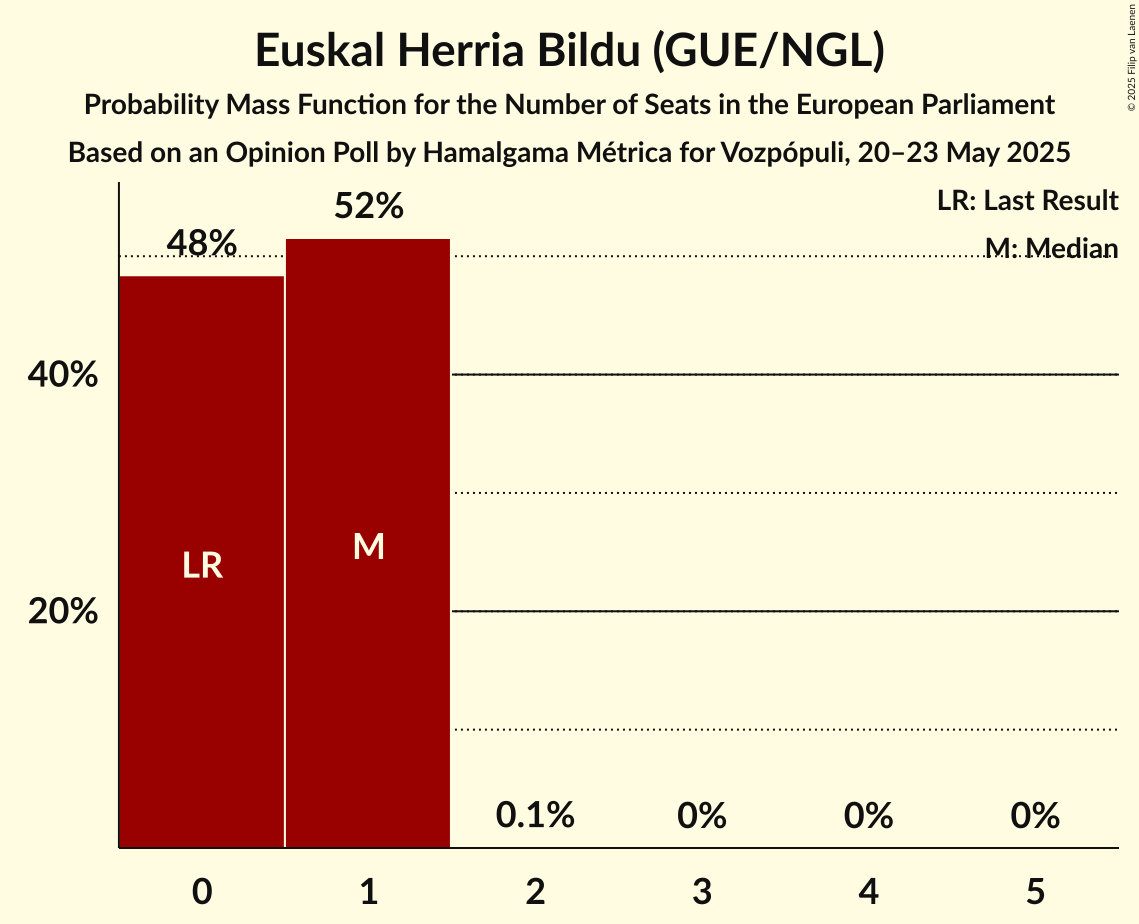 Euskal Herria Bildu (GUE/NGL)
Probability Mass Function for the Number of Seats in the European Parliament
Based on an Opinion Poll by Hamalgama Métrica for Vozpópuli, 20–23 May 2025
© 2025 Filip van Laenen
LR: Last Result
M: Median
48%
52%
40%
20%
LR
M
0.1%
0%
0%
0%
0
1
2
3
4
5